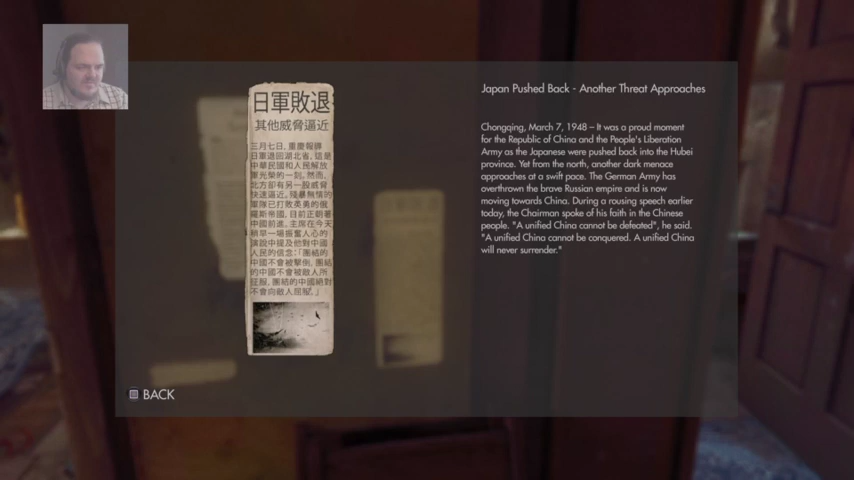 日軍敗退
其他威脅逼近
三月七日,重慶報導
日軍退回湖北省,這是
中華民國和人民解放
軍光榮的一刻。然而,
北方卻有另一股威脅
快速逼近。殘暴無情的
軍隊已打敗英勇的俄
羅斯帝國,目前正朝著
中國前進。主席在今天
稍早一場振奮人心的
演說中提及他對中國
人民的信念:「團結的
中國不會被擊倒,團結
的中國不會被敵人所
征服,團結的中國絕對
不會向敵人屈服。」
Japan Pushed Back - Another Threat Approaches
Chongqing, March 7, 1948 – It was a proud moment
for the Republic of China and the People's Liberation
Army as the Japanese were pushed back into the Hubei
province. Yet from the north, another dark menace
approaches at a swift pace. The German Army has
overthrown the brave Russian empire and is now
moving towards China. During a rousing speech earlier
today, the Chairman spoke of his faith in the Chinese
people. "A unified China cannot be defeated", he said.
"A unified China cannot be conquered. A unified China
will never surrender."
BACK